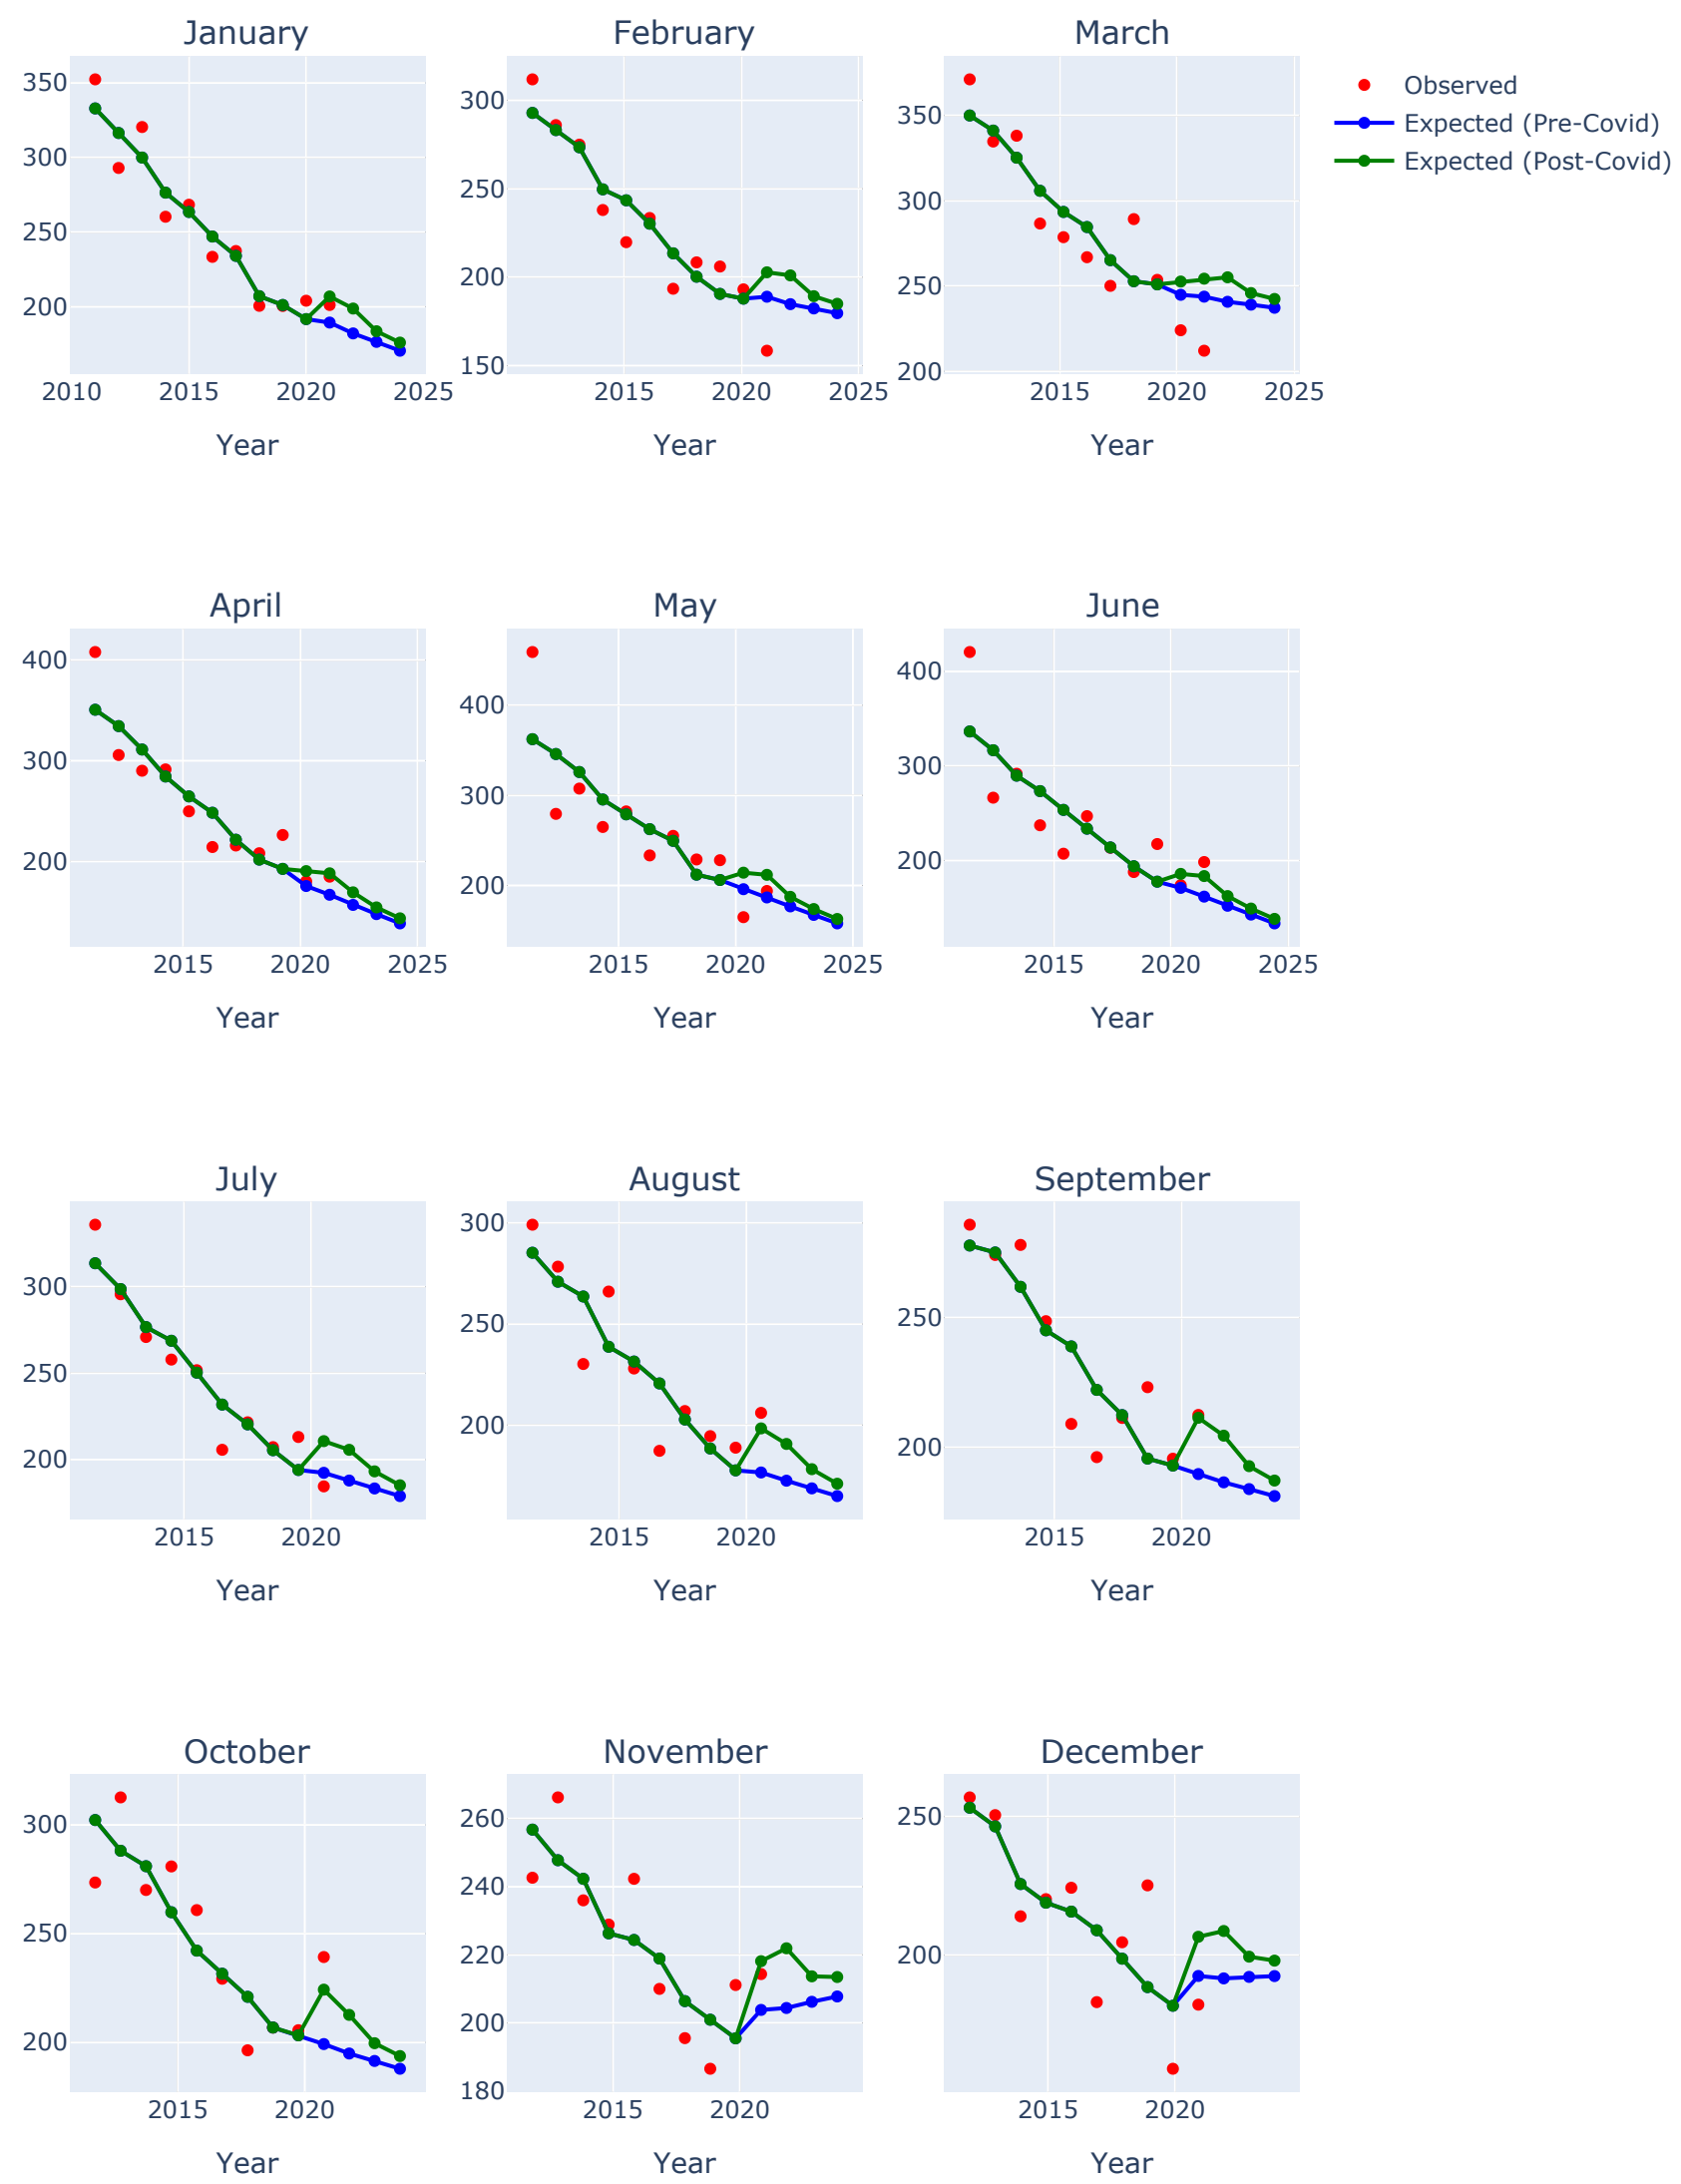 January
February
March
350
300
250
200
2010
2015
2020
2025
Year
300
250
200
150
2015
2020
2025
Year
350
300
250
200
2015
2020
2025
Year
Observed
Expected (Pre-Covid)
Expected (Post-Covid)
April
May
June
400
300
200
2015
2020
2025
Year
400
300
200
2015
2020
2025
Year
400
300
200
2015
2020
2025
Year
July
August
September
300
250
200
2015
2020
Year
300
250
200
2015
2020
Year
250
200
2015
2020
Year
October
November
December
300
250
200
2015
2020
Year
260
240
220
200
180
2015
2020
Year
250
200
2015
2020
Year